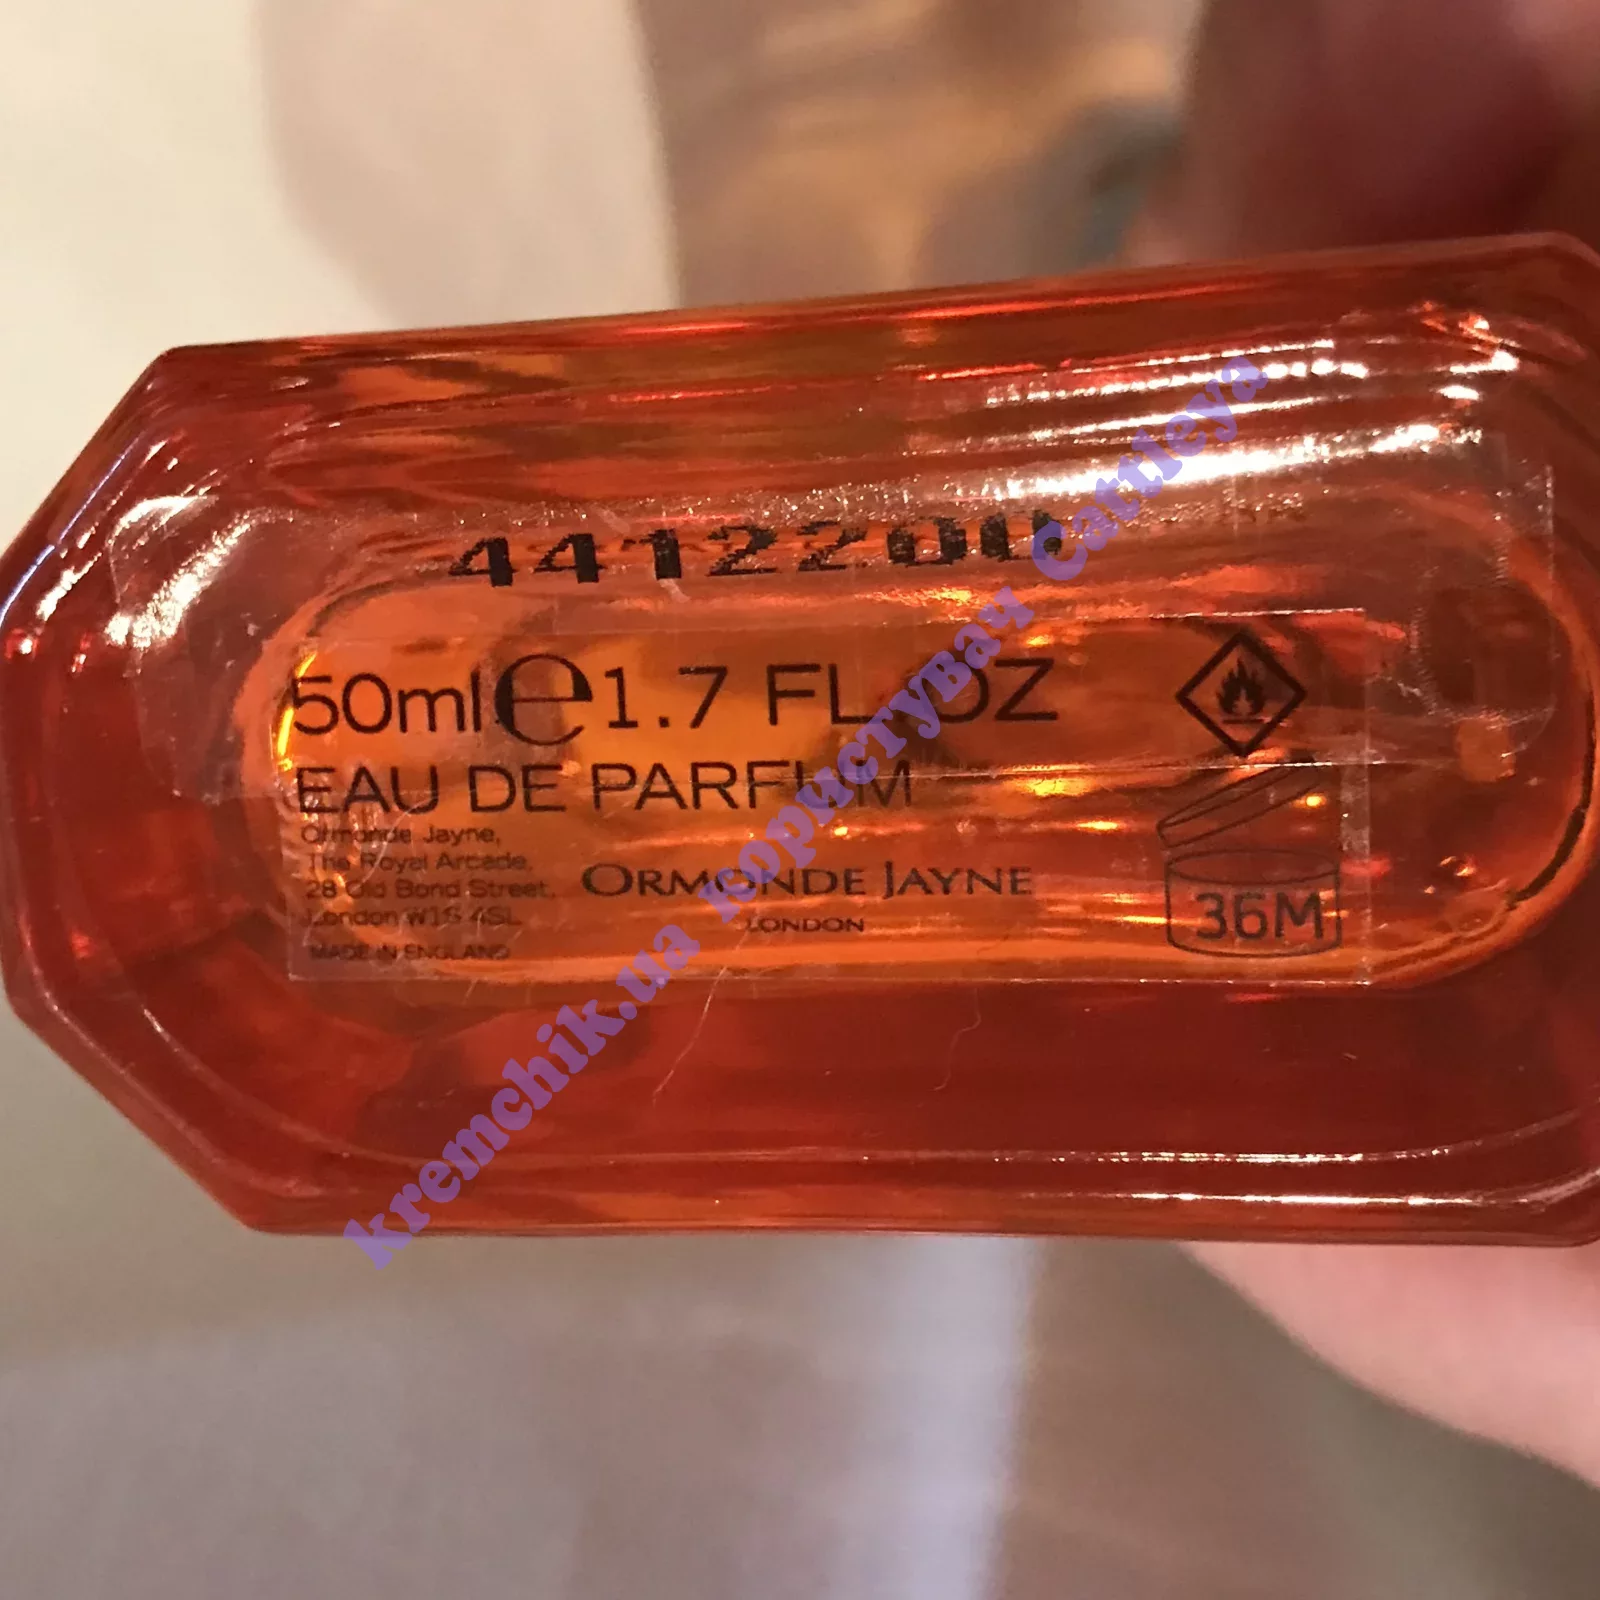 44122200
50ml e 1.7 FL.OZ
EAU DE PARFUM
Ormonde Jayne,
The Royal Arcade,
28 Old Bond Street,
London W1S 4SL
MADE IN ENGLAND
ORMONDE JAYNE
LONDON
36M
kremchik.ua користувач Cattleya